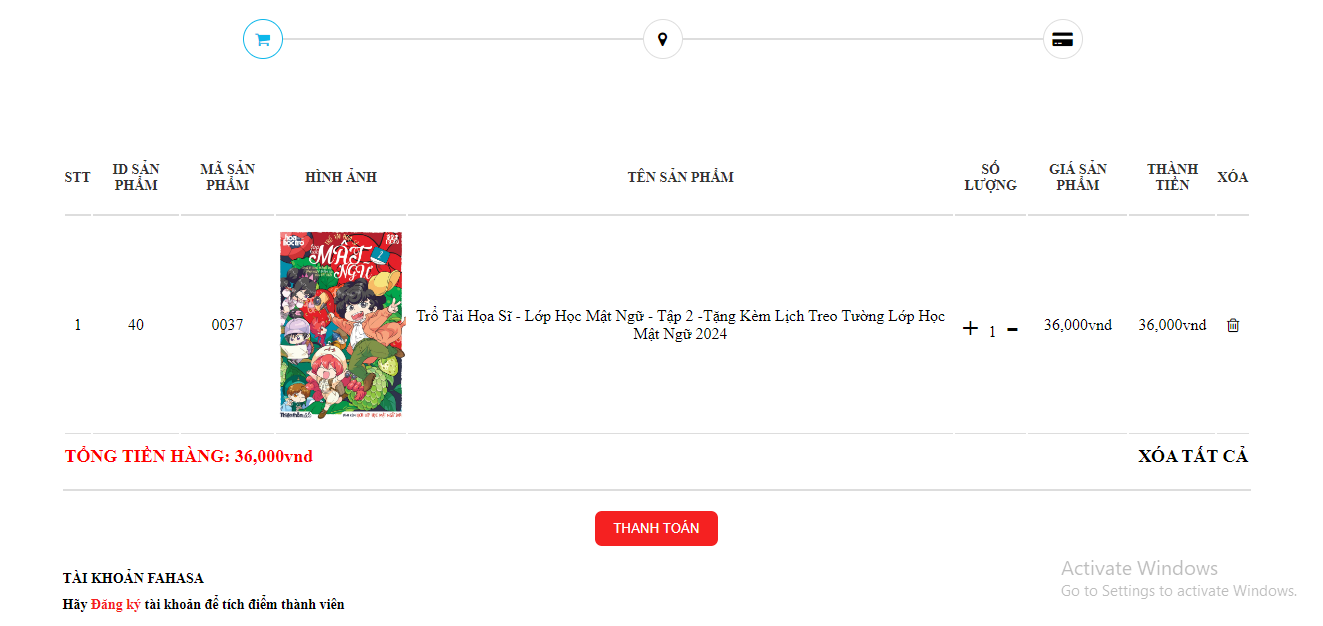 STT
ID SẢN
PHẨM
MÃ SẢN
PHẨM
HÌNH ẢNH
TÊN SẢN PHẨM
SỐ
LƯỢNG
GIÁ SẢN
PHẨM
THÀNH
TIỀN
XÓA
1
40
0037
MẬT
NGỮ
Trổ Tài Họa Sĩ - Lớp Học Mật Ngữ - Tập 2 -Tặng Kèm Lịch Treo Tường Lớp Học
Mật Ngữ 2024
+ 1 -
36,000vnd
36,000vnd
TỔNG TIỀN HÀNG: 36,000vnd
XÓA TẤT CẢ
THANH TOÁN
TÀI KHOẢN FAHASA
Hãy Đăng ký tài khoản để tích điểm thành viên
Activate Windows
Go to Settings to activate Windows.